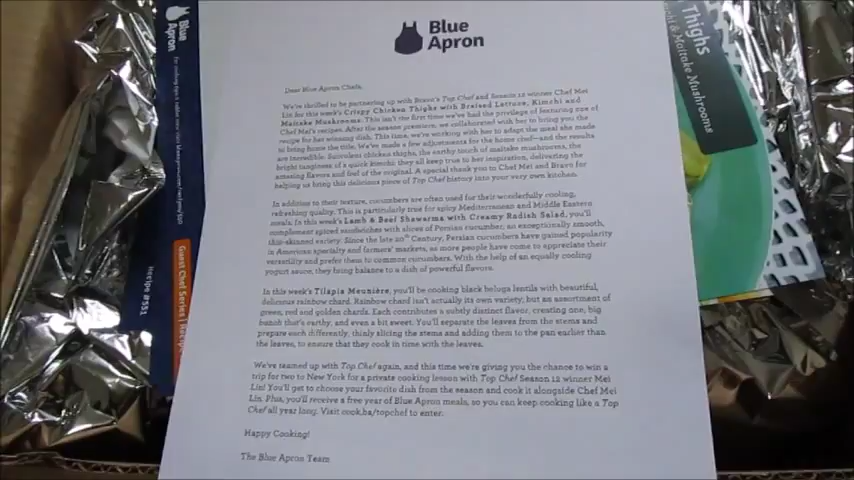 Blue
Apron
Dear Blue Apron Chefs,
We're thrilled to be partnering up with Bravo's Top Chef and Season 12 winner Chef Mei
Lin for this week's Crispy Chicken Thighs with Braised Lettuce, Kimchi and
Maitake Mushrooms. This isn't the first time we've had the privilege of featuring one of
Chef Mei's recipes. After the season premiere, we collaborated with her to bring you the
recipe for her winning dish. This time, we're working with her to adapt the meal she made
to bring home the title. We've made a few adjustments for the home chef—and the results
are incredible. Succulent chicken thighs, the earthy touch of maitake mushrooms, the
bright tanginess of a quick kimchi: they all keep true to her inspiration, delivering the
amazing flavors and feel of the original. A special thank you to Chef Mei and Bravo for
helping us bring this delicious piece of Top Chef history into your very own kitchen.
In addition to their texture, cucumbers are often used for their wonderfully cooling,
refreshing quality. This is particularly true for spicy Mediterranean and Middle Eastern
meals. In this week's Lamb & Beef Shawarma with Creamy Radish Salad, you'll
complement spiced sandwiches with slices of Persian cucumber, an exceptionally smooth,
thin-skinned variety. Since the late 20th Century, Persian cucumbers have gained popularity
in American specialty and farmers' markets, as more people have come to appreciate their
versatility and prefer them to common cucumbers. With the help of an equally cooling
yogurt sauce, they bring balance to a dish of powerful flavors.
In this week's Tilapia Meunière, you'll be cooking black beluga lentils with beautiful,
delicious rainbow chard. Rainbow chard isn't actually its own variety, but an assortment of
green, red and golden chards. Each contributes a subtly distinct flavor, creating one, big
bunch that's earthy, and even a bit sweet. You'll separate the leaves from the stems and
prepare each differently, thinly slicing the stems and adding them to the pan earlier than
the leaves, to ensure that they cook in time with the leaves.
We've teamed up with Top Chef again, and this time we're giving you the chance to win a
trip for two to New York for a private cooking lesson with Top Chef Season 12 winner Mei
Lin! You'll get to choose your favorite dish from the season and cook it alongside Chef Mei
Lin. Plus, you'll receive a free year of Blue Apron meals, so you can keep cooking like a Top
Chef all year long. Visit cook.ba/topchef to enter.
Happy Cooking!
The Blue Apron Team
Blue
Apron
Recipe #551
Guest Chef Series
Thighs
& Maitake Mushrooms